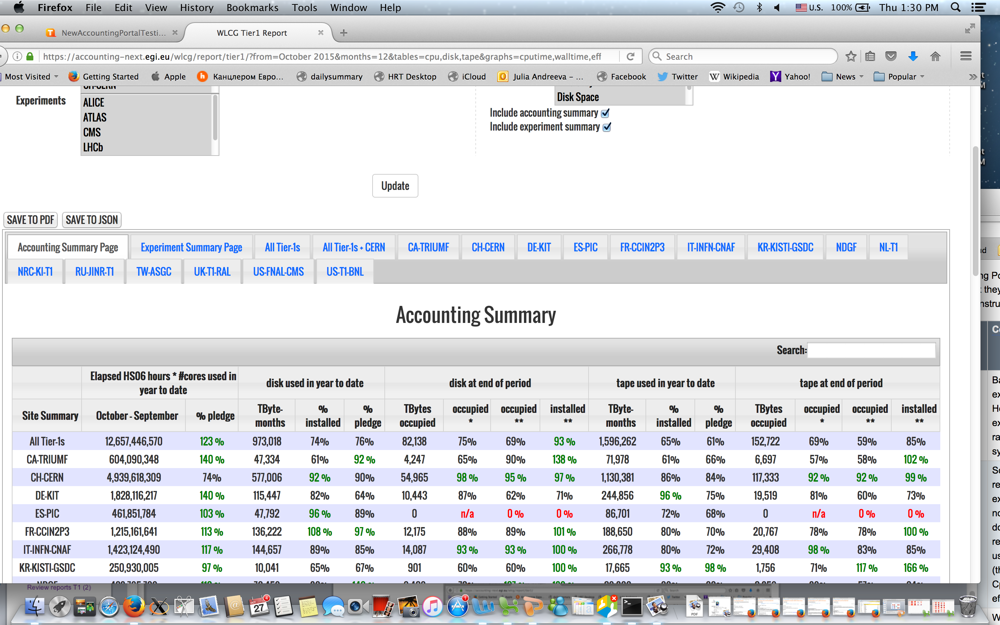 Firefox File Edit View History Bookmarks Tools Window Help U.S. 100% Thu 1:30 PM
NewAccountingPortalTesti... WLCG Tier1 Report
https://accounting-next.egi.eu/wlcg/report/tier1/?from=October 2015&months=12&tables=cpu,disk,tape&graphs=cputime,walltime,eff Search
Most Visited Getting Started Apple Канцлером Евро... dailysummary HRT Desktop iCloud Julia Andreeva – ... Facebook Twitter Wikipedia Yahoo! News Popular
CH-CERN
Experiments
ALICE
ATLAS
CMS
LHCb
Disk Space
Include accounting summary
Include experiment summary
Update
SAVE TO PDF SAVE TO JSON
Accounting Summary Page Experiment Summary Page All Tier-1s All Tier-1s + CERN CA-TRIUMF CH-CERN DE-KIT ES-PIC FR-CCIN2P3 IT-INFN-CNAF KR-KISTI-GSDC NDGF NL-T1
NRC-KI-T1 RU-JINR-T1 TW-ASGC UK-T1-RAL US-FNAL-CMS US-T1-BNL
Accounting Summary
Search:
Elapsed HS06 hours * #cores used in year to date disk used in year to date disk at end of period tape used in year to date tape at end of period
Site Summary October - September % pledge TByte-months % installed % pledge TBytes occupied occupied * occupied ** installed ** TByte-months % installed % pledge TBytes occupied occupied * occupied ** installed **
All Tier-1s 12,657,446,570 123 % 973,018 74% 76% 82,138 75% 69% 93 % 1,596,262 65% 61% 152,722 69% 59% 85%
CA-TRIUMF 604,090,348 140 % 47,334 61% 92 % 4,247 65% 90% 138 % 71,978 61% 66% 6,697 57% 58% 102 %
CH-CERN 4,939,618,309 74% 577,006 92 % 90% 54,965 98 % 95 % 97 % 1,130,381 86% 84% 117,333 92 % 92 % 99 %
DE-KIT 1,828,116,217 140 % 115,447 82% 64% 10,443 87% 62% 71% 244,856 96 % 75% 19,519 81% 60% 73%
ES-PIC 461,851,784 103 % 47,792 96 % 89% 0 n/a 0 % 0 % 86,701 72% 68% 0 n/a 0 % 0 %
FR-CCIN2P3 1,215,161,641 113 % 136,222 108 % 97 % 12,175 88% 89% 101 % 188,650 80% 70% 20,767 78% 78% 100 %
IT-INFN-CNAF 1,423,124,490 117 % 144,657 89% 85% 14,087 93 % 93 % 100 % 266,778 80% 72% 29,408 98 % 83% 85%
KR-KISTI-GSDC 250,930,005 97 % 10,041 65% 67% 901 60% 60% 100 % 17,665 93 % 98 % 1,756 71% 117 % 166 %
Review reports T1 (2)
OCT
27
4
1
PDF